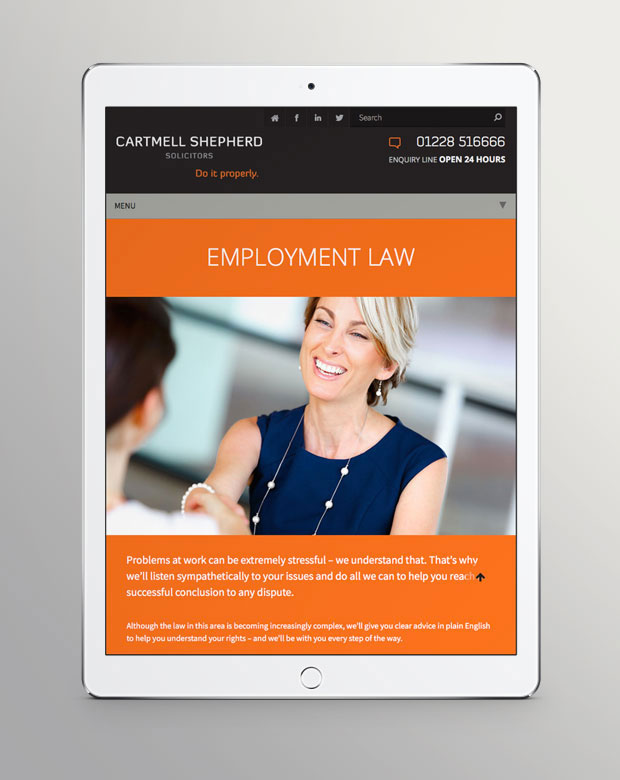 Search
CARTMELL SHEPHERD
SOLICITORS
Do it properly.
01228 516666
ENQUIRY LINE OPEN 24 HOURS
MENU
EMPLOYMENT LAW
Problems at work can be extremely stressful – we understand that. That's why
we'll listen sympathetically to your issues and do all we can to help you reach
successful conclusion to any dispute.
Although the law in this area is becoming increasingly complex, we'll give you clear advice in plain English
to help you understand your rights – and we'll be with you every step of the way.